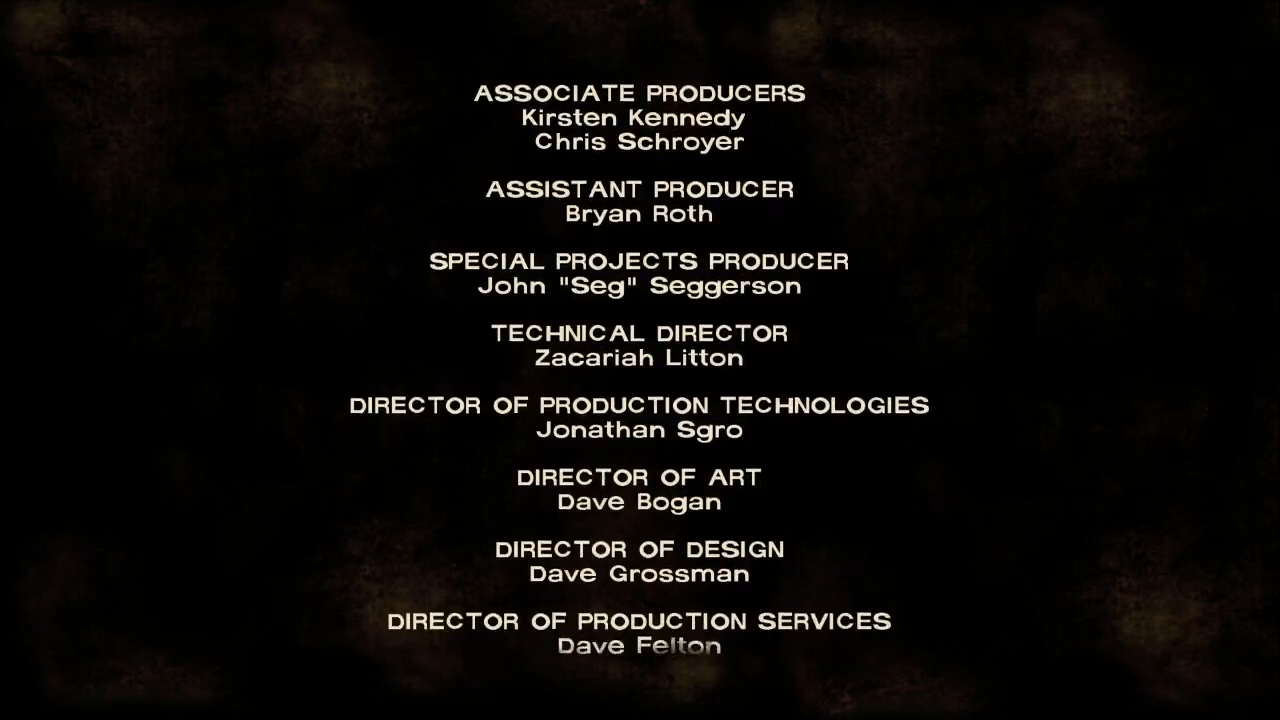 ASSOCIATE PRODUCERS
Kirsten Kennedy
Chris Schroyer
ASSISTANT PRODUCER
Bryan Roth
SPECIAL PROJECTS PRODUCER
John "Seg" Seggerson
TECHNICAL DIRECTOR
Zacariah Litton
DIRECTOR OF PRODUCTION TECHNOLOGIES
Jonathan Sgro
DIRECTOR OF ART
Dave Bogan
DIRECTOR OF DESIGN
Dave Grossman
DIRECTOR OF PRODUCTION SERVICES
Dave Felton